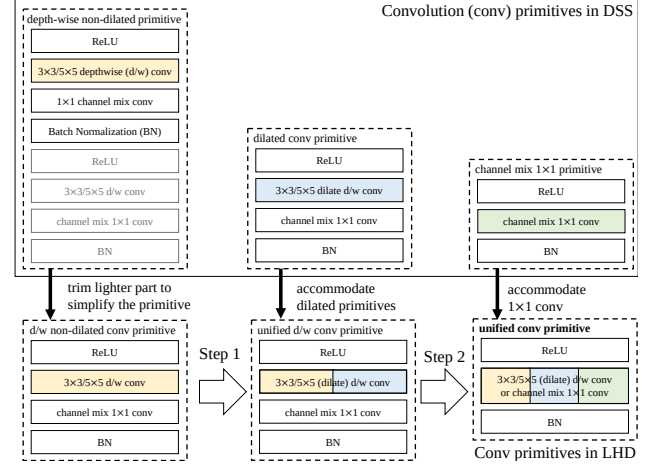 Convolution (conv) primitives in DSS
depth-wise non-dilated primitive
ReLU
3×3/5×5 depthwise (d/w) conv
1×1 channel mix conv
Batch Normalization (BN)
ReLU
3×3/5×5 d/w conv
channel mix 1×1 conv
BN
dilated conv primitive
ReLU
3×3/5×5 dilate d/w conv
channel mix 1×1 conv
BN
channel mix 1×1 primitive
ReLU
channel mix 1×1 conv
BN
trim lighter part to
simplify the primitive
accommodate
dilated primitives
accommodate
1×1 conv
d/w non-dilated conv primitive
ReLU
3×3/5×5 d/w conv
channel mix 1×1 conv
BN
Step 1
unified d/w conv primitive
ReLU
3×3/5×5 (dilate) d/w conv
channel mix 1×1 conv
BN
Step 2
unified conv primitive
ReLU
3×3/5×5 (dilate) d/w conv
or channel mix 1×1 conv
BN
Conv primitives in LHD